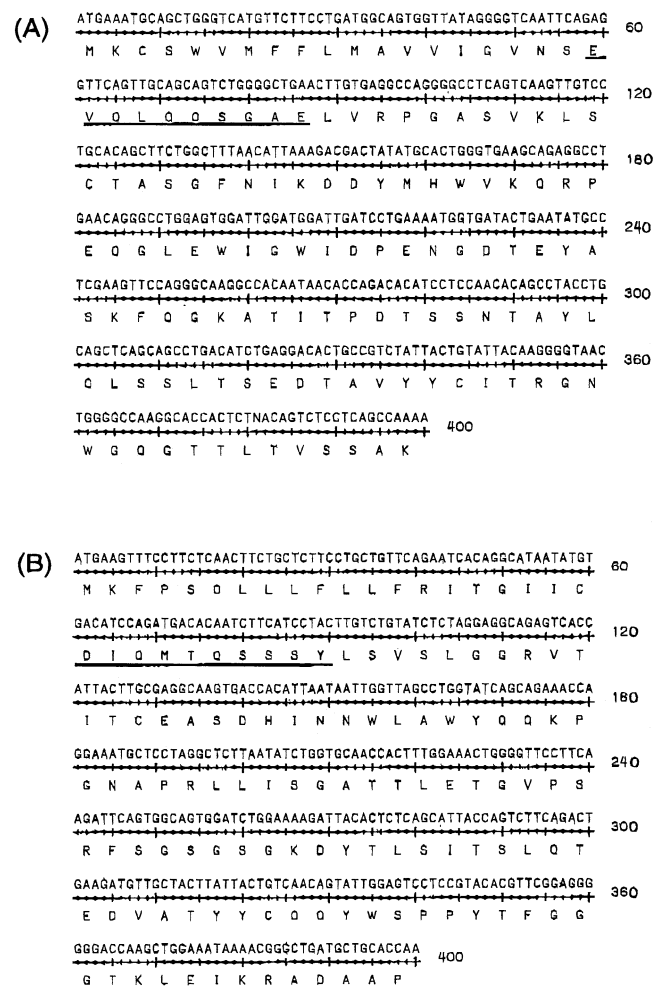 (A)
ATGAAATGCAGCTGGGTCATGTTCTTCCTGATGGCAGTGGTTATAGGGGTCAATTCAGAG 60
M K C S W V M F F L M A V V I G V N S E
GTTCAGTTGCAGCAGTCTGGGGCTGAACTTGTGAGGCCAGGGGCCTCAGTCAAGTTGTCC 120
V Q L Q Q S G A E L V R P G A S V K L S
TGCACAGCTTCTGGCTTTAACATTAAAGACGACTATATGCACTGGGTGAAGCAGAGGCCT 180
C T A S G F N I K D D Y M H W V K Q R P
GAACAGGGCCTGGAGTGGATTGGATGGATTGATCCTGAAAATGGTGATACTGAATATGCC 240
E Q G L E W I G W I D P E N G D T E Y A
TCGAAGTTCCAGGGCAAGGCCACAATAACACCAGACACATCCTCCAACACAGCCTACCTG 300
S K F Q G K A T I T P D T S S N T A Y L
CAGCTCAGCAGCCTGACATCTGAGGACACTGCCGTCTATTACTGTATTACAAGGGGTAAC 360
Q L S S L T S E D T A V Y Y C I T R G N
TGGGGCCAAGGCACCACTCTNACAGTCTCCTCAGCCAAAA 400
W G Q G T T L T V S S A K
(B)
ATGAAGTTTCCTTCTCAACTTCTGCTCTTCCTGCTGTTCAGAATCACAGGCATAATATGT 60
M K F P S Q L L L F L L F R I T G I I C
GACATCCAGATGACACAATCTTCATCCTACTTGTCTGTATCTCTAGGAGGCAGAGTCACC 120
D I Q M T Q S S S Y L S V S L G G R V T
ATTACTTGCGAGGCAAGTGACCACATTAATAATTGGTTAGCCTGGTATCAGCAGAAACCA 180
I T C E A S D H I N N W L A W Y Q Q K P
GGAAATGCTCCTAGGCTCTTAATATCTGGTGCAACCACTTTGGAAACTGGGGTTCCTTCA 240
G N A P R L L I S G A T T L E T G V P S
AGATTCAGTGGCAGTGGATCTGGAAAAGATTACACTCTCAGCATTACCAGTCTTCAGACT 300
R F S G S G S G K D Y T L S I T S L Q T
GAAGATGTTGCTACTTATTACTGTCAACAGTATTGGAGTCCTCCGTACACGTTCGGAGGG 360
E D V A T Y Y C Q Q Y W S P P Y T F G G
GGGACCAAGCTGGAAATAAAACGGGCTGATGCTGCACCAA 400
G T K L E I K R A D A A P